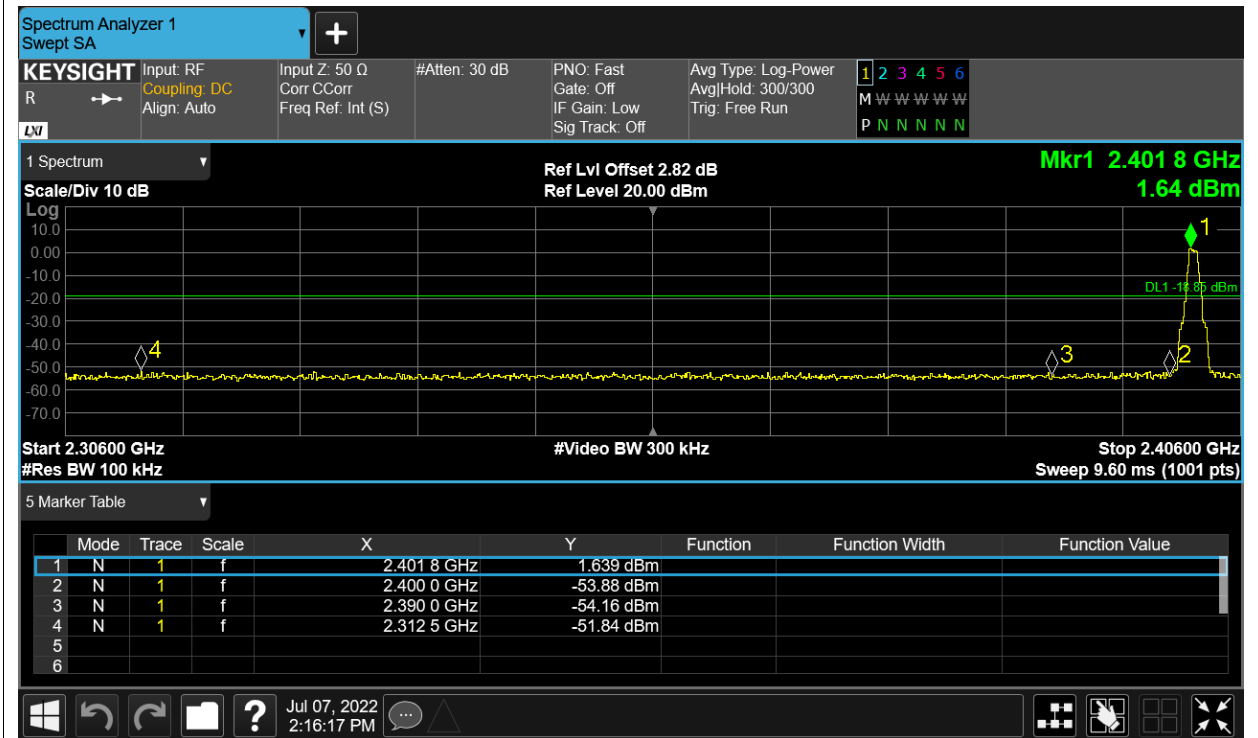 Spectrum Analyzer 1
Swept SA
+
KEYSIGHT Input: RF Input Z: 50 Ω #Atten: 30 dB PNO: Fast Avg Type: Log-Power 1 2 3 4 5 6
R Coupling: DC Corr CCorr Gate: Off Avg|Hold: 300/300 M W W W W W
Align: Auto Freq Ref: Int (S) IF Gain: Low Trig: Free Run
LXI Sig Track: Off P N N N N N
1 Spectrum Ref Lvl Offset 2.82 dB Mkr1 2.401 8 GHz
Scale/Div 10 dB Ref Level 20.00 dBm 1.64 dBm
Log
10.0 1
0.00
-10.0
DL1 -18.85 dBm
-20.0
-30.0
-40.0
4 3 2
-50.0
-60.0
-70.0
Start 2.30600 GHz #Video BW 300 kHz Stop 2.40600 GHz
#Res BW 100 kHz Sweep 9.60 ms (1001 pts)
5 Marker Table
Mode Trace Scale X Y Function Function Width Function Value
1 N 1 f 2.401 8 GHz 1.639 dBm
2 N 1 f 2.400 0 GHz -53.88 dBm
3 N 1 f 2.390 0 GHz -54.16 dBm
4 N 1 f 2.312 5 GHz -51.84 dBm
5
6
? Jul 07, 2022
2:16:17 PM